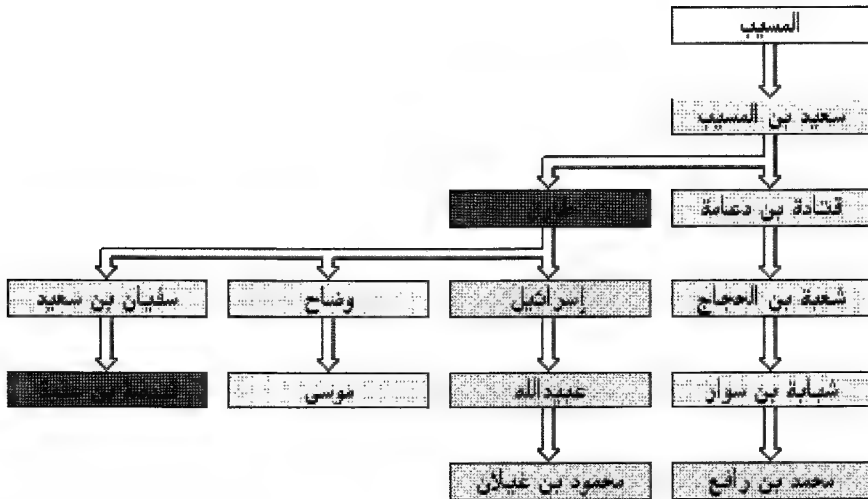 المسيب
سعيد بن المسيب
قتادة بن دعامة
طارق
شعبة بن الحجاج
إسرائيل
وضاح
سفيان بن سعيد
شبابة بن سوار
عبيدالله
موسى
محمد بن رافع
محمود بن غيلان